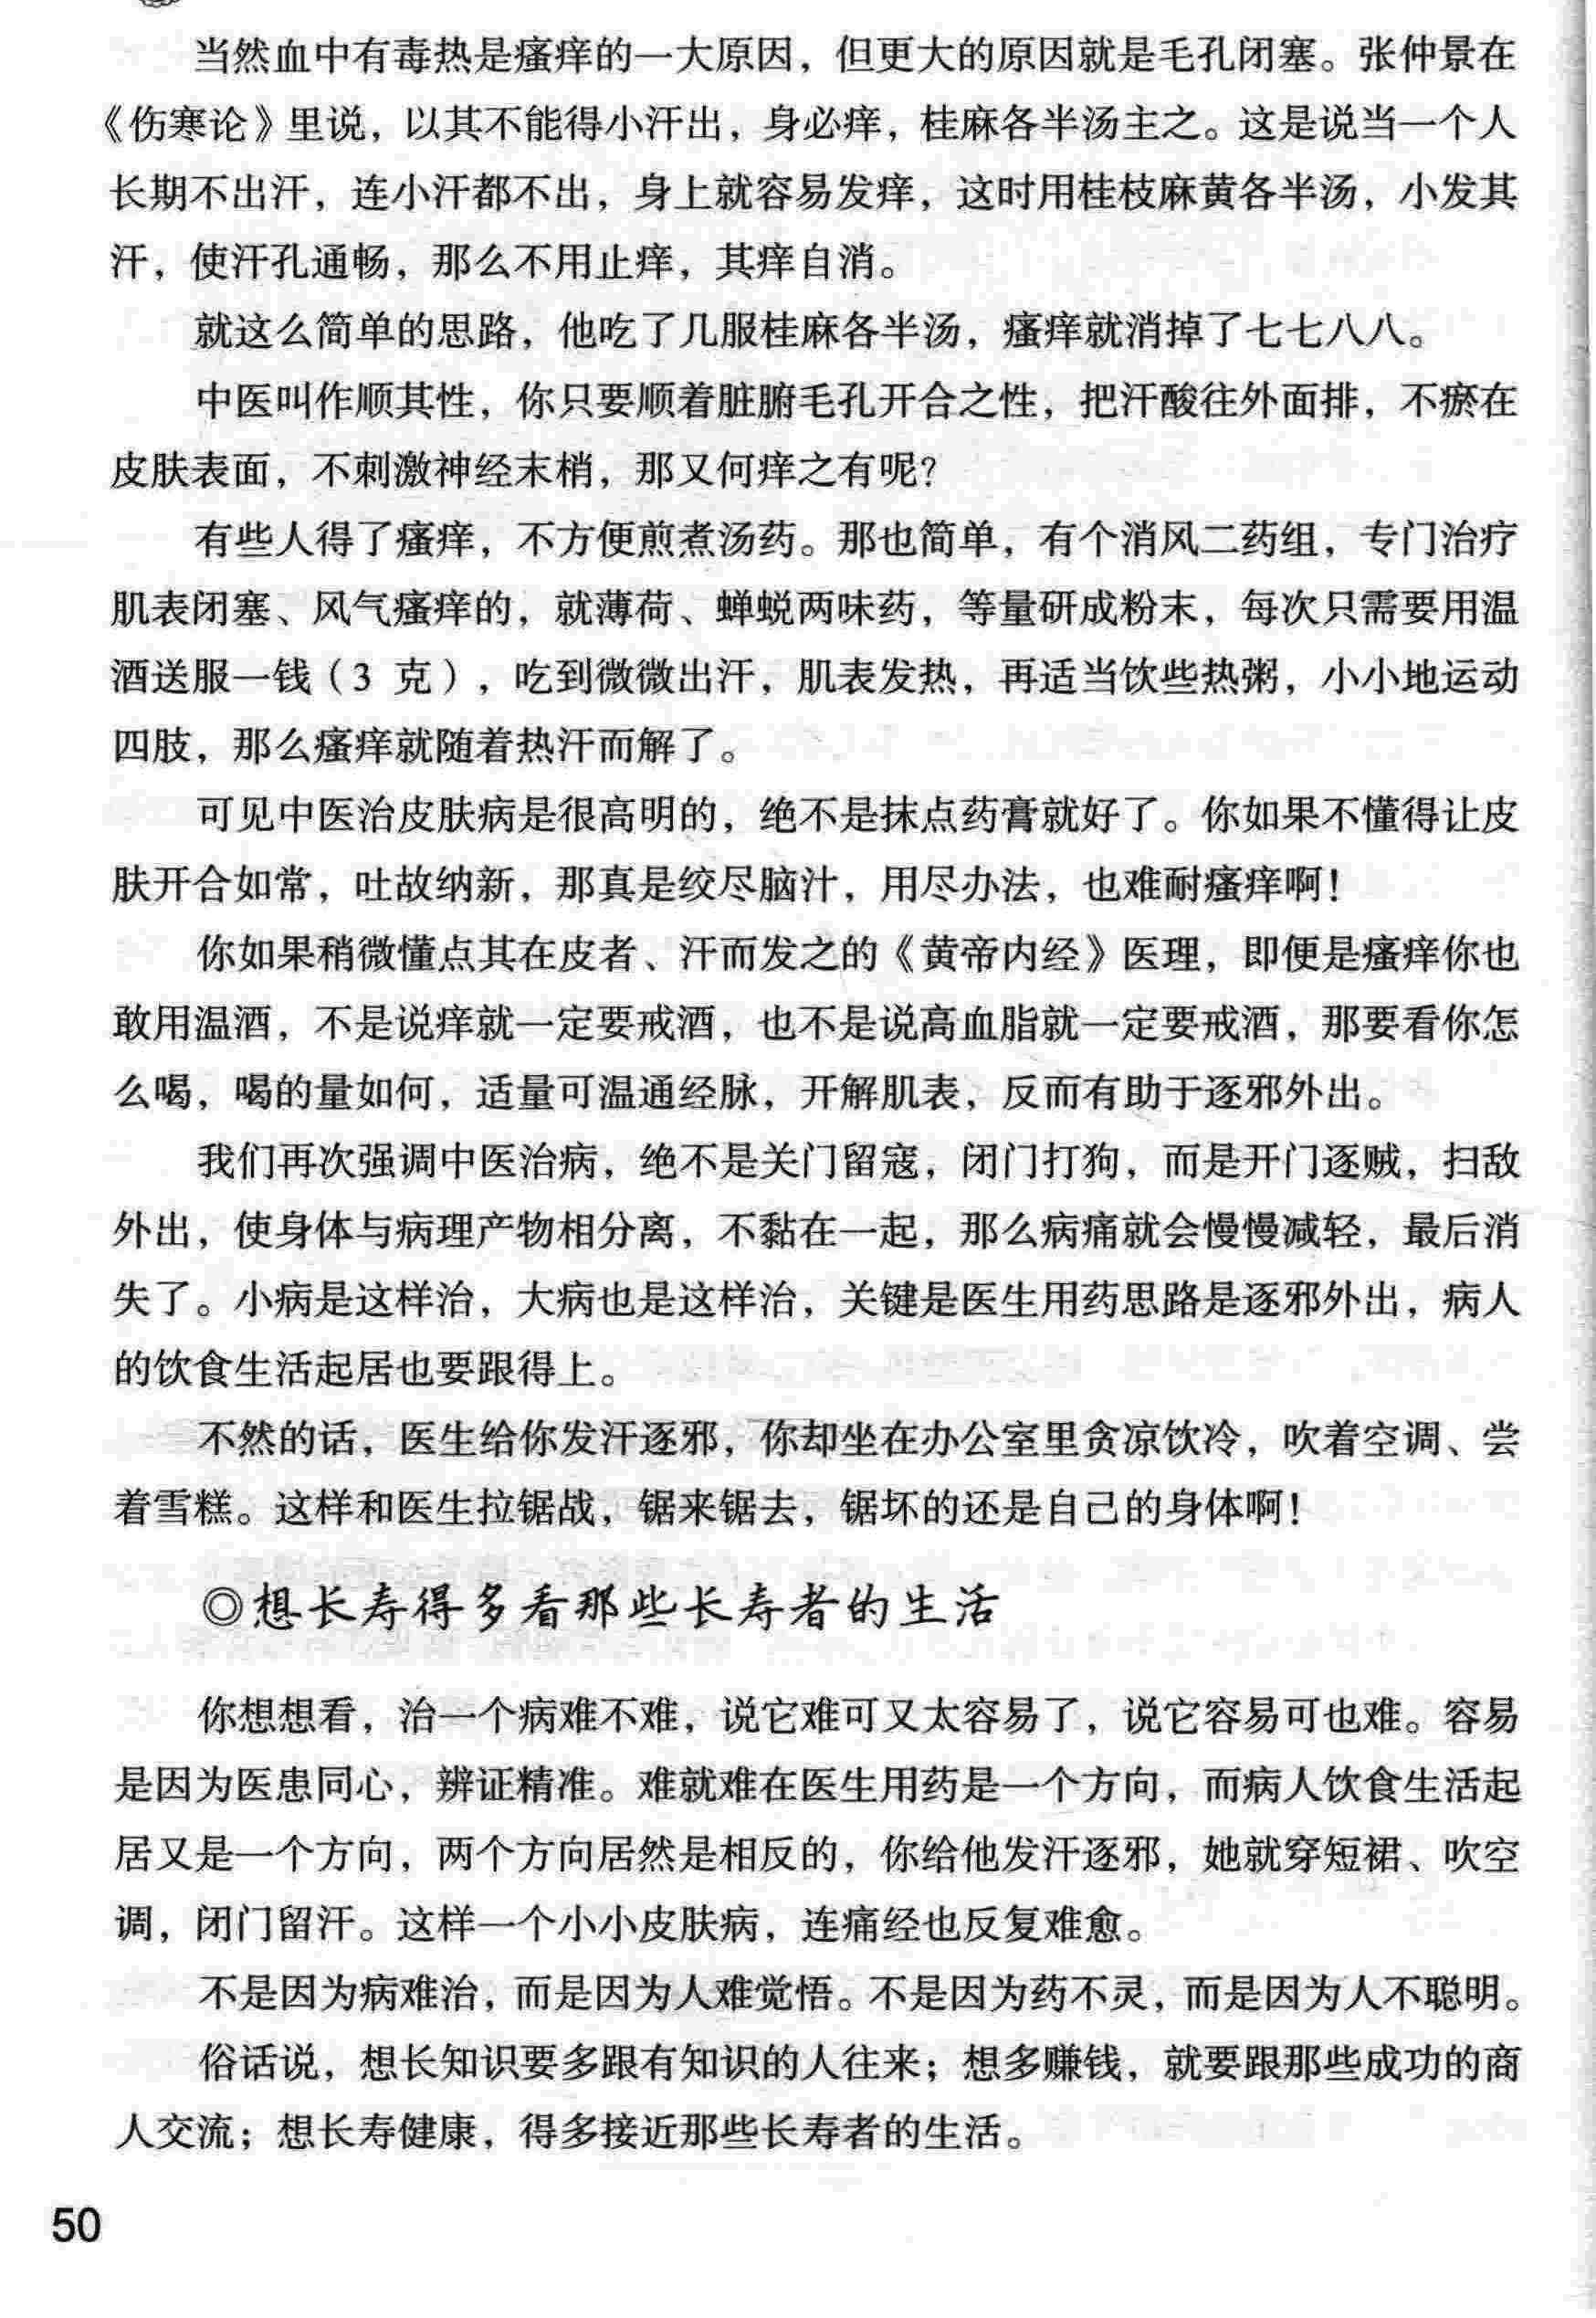 当然血中有毒热是瘙痒的一大原因，但更大的原因就是毛孔闭塞。张仲景在
《伤寒论》里说，以其不能得小汗出，身必痒，桂麻各半汤主之。这是说当一个人
长期不出汗，连小汗都不出，身上就容易发痒，这时用桂枝麻黄各半汤，小发其
汗，使汗孔通畅，那么不用止痒，其痒自消。
就这么简单的思路，他吃了几服桂麻各半汤，瘙痒就消掉了七七八八。
中医叫作顺其性，你只要顺着脏腑毛孔开合之性，把汗酸往外面排，不瘀在
皮肤表面，不刺激神经末梢，那又何痒之有呢？
有些人得了瘙痒，不方便煎煮汤药。那也简单，有个消风二药组，专门治疗
肌表闭塞、风气瘙痒的，就薄荷、蝉蜕两味药，等量研成粉末，每次只需要用温
酒送服一钱（3 克），吃到微微出汗，肌表发热，再适当饮些热粥，小小地运动
四肢，那么瘙痒就随着热汗而解了。
可见中医治皮肤病是很高明的，绝不是抹点药膏就好了。你如果不懂得让皮
肤开合如常，吐故纳新，那真是绞尽脑汁，用尽办法，也难耐瘙痒啊！
你如果稍微懂点其在皮者、汗而发之的《黄帝内经》医理，即便是瘙痒你也
敢用温酒，不是说痒就一定要戒酒，也不是说高血脂就一定要戒酒，那要看你怎
么喝，喝的量如何，适量可温通经脉，开解肌表，反而有助于逐邪外出。
我们再次强调中医治病，绝不是关门留寇，闭门打狗，而是开门逐贼，扫敌
外出，使身体与病理产物相分离，不黏在一起，那么病痛就会慢慢减轻，最后消
失了。小病是这样治，大病也是这样治，关键是医生用药思路是逐邪外出，病人
的饮食生活起居也要跟得上。
不然的话，医生给你发汗逐邪，你却坐在办公室里贪凉饮冷，吹着空调、尝
着雪糕。这样和医生拉锯战，锯来锯去，锯坏的还是自己的身体啊！
◎想长寿得多看那些长寿者的生活
你想想看，治一个病难不难，说它难可又太容易了，说它容易可也难。容易
是因为医患同心，辨证精准。难就难在医生用药是一个方向，而病人饮食生活起
居又是一个方向，两个方向居然是相反的，你给他发汗逐邪，她就穿短裙、吹空
调，闭门留汗。这样一个小小皮肤病，连痛经也反复难愈。
不是因为病难治，而是因为人难觉悟。不是因为药不灵，而是因为人不聪明。
俗话说，想长知识要多跟有知识的人往来；想多赚钱，就要跟那些成功的商
人交流；想长寿健康，得多接近那些长寿者的生活。
50